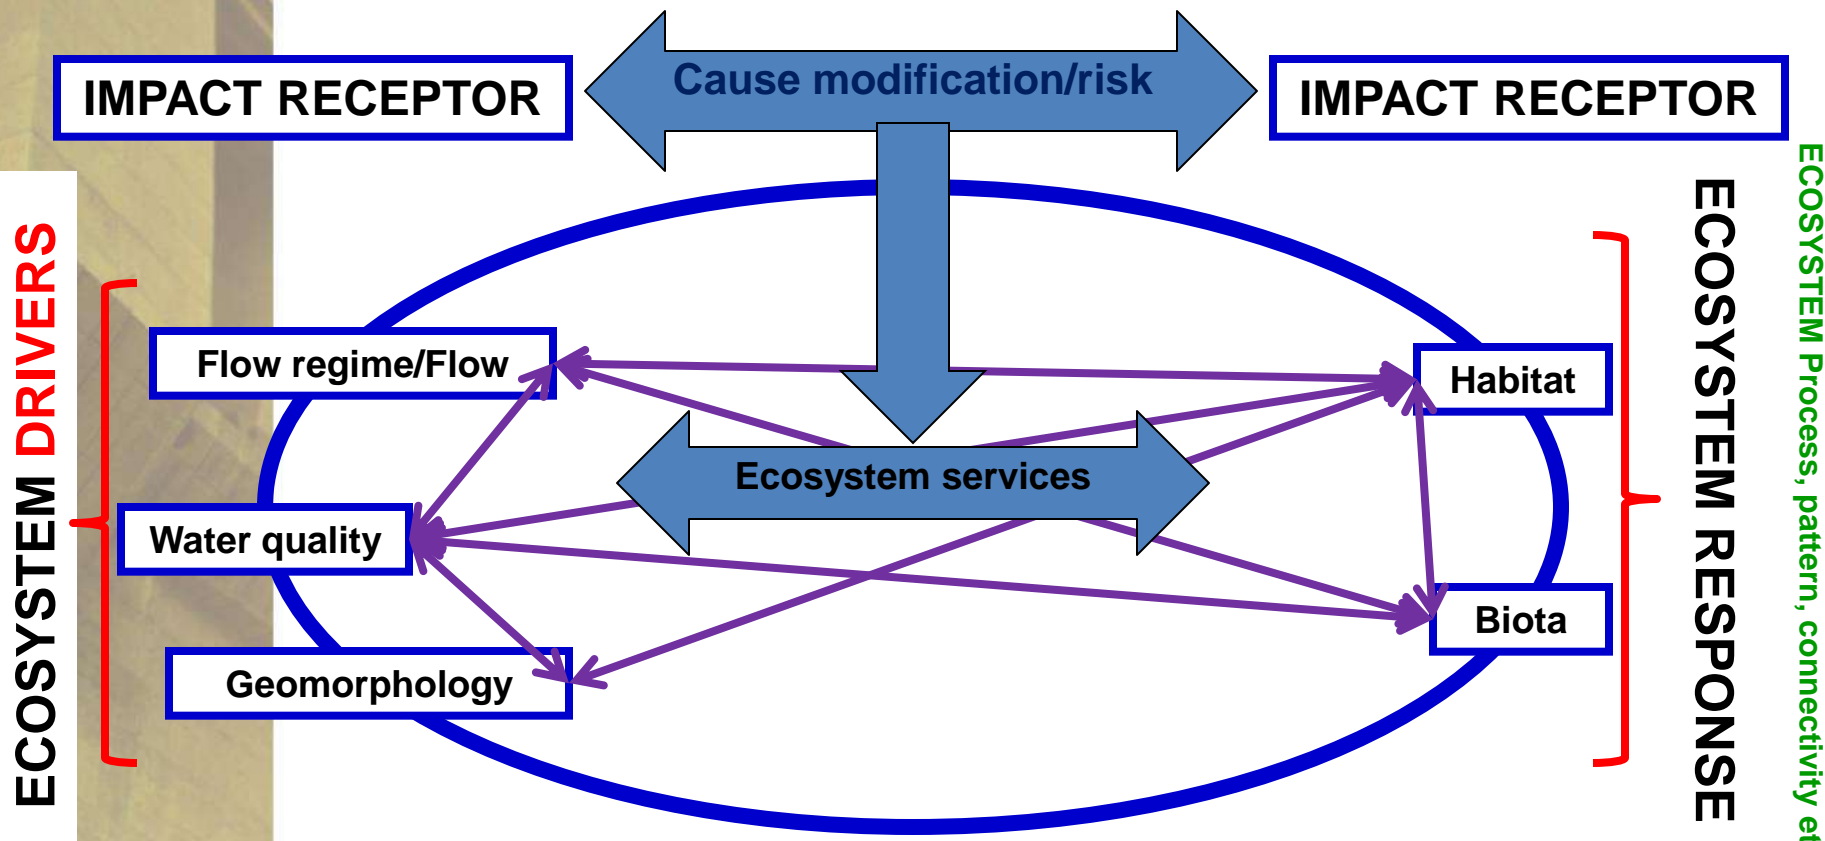 IMPACT RECEPTOR
Cause modification/risk
IMPACT RECEPTOR
ECOSYSTEM DRIVERS
Flow regime/Flow
Water quality
Geomorphology
Ecosystem services
Habitat
Biota
ECOSYSTEM RESPONSE
ECOSYSTEM Process, pattern, connectivity et